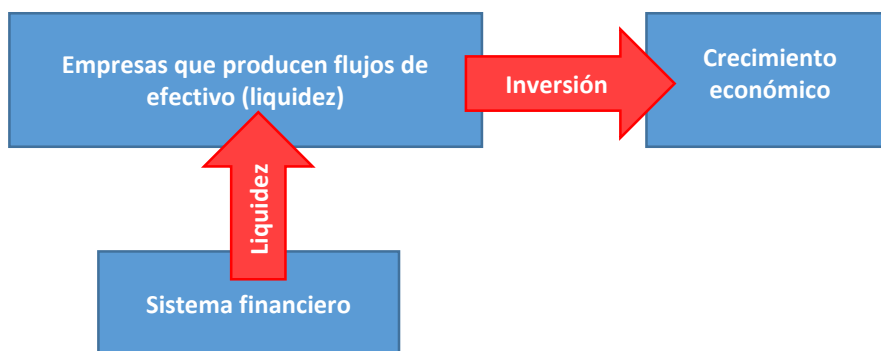 Empresas que producen flujos de
efectivo (liquidez)
Inversión
Crecimiento
económico
Liquidez
Sistema financiero